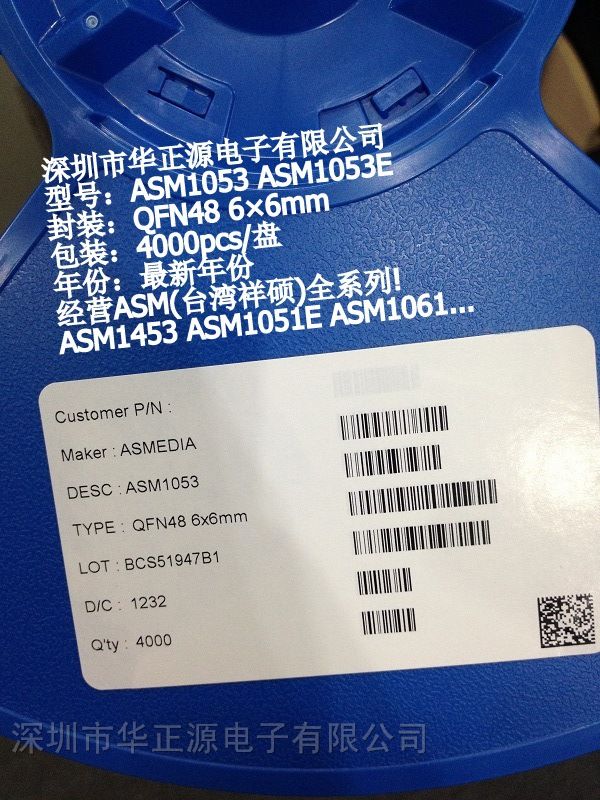 深圳市华正源电子有限公司
型号：ASM1053 ASM1053E
封装：QFN48 6×6mm
包装：4000pcs/盘
年份：最新年份
经营ASM(台湾祥硕)全系列!
ASM1453 ASM1051E ASM1061...
Customer P/N :
Maker : ASMEDIA
DESC : ASM1053
TYPE : QFN48 6x6mm
LOT : BCS51947B1
D/C : 1232
Q'ty : 4000
深圳市华正源电子有限公司